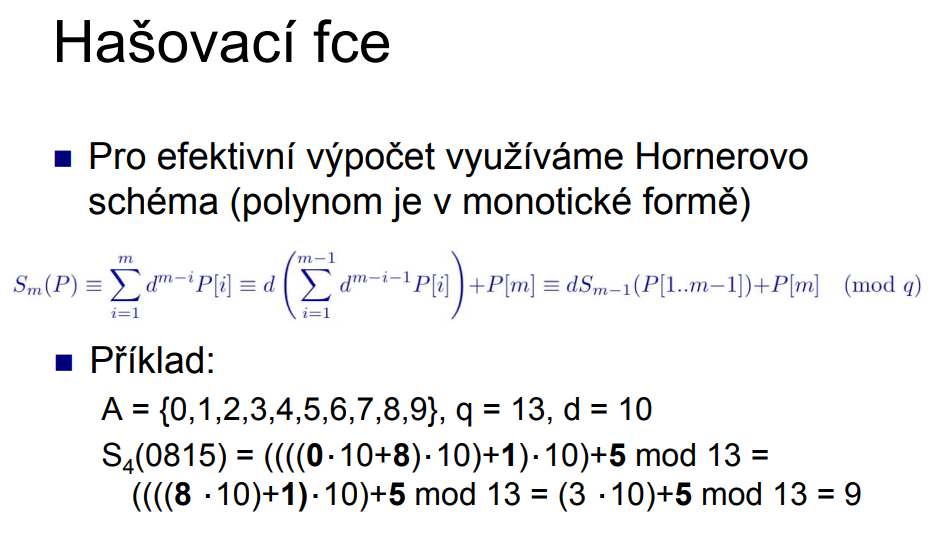 Hašovací fce
■ Pro efektivní výpočet využíváme Hornerovo
schéma (polynom je v monotické formě)
$S_m(P) \equiv \sum_{i=1}^{m} d^{m-i}P[i] \equiv d\left(\sum_{i=1}^{m-1} d^{m-i-1}P[i]\right)+P[m] \equiv dS_{m-1}(P[1..m-1])+P[m] \pmod{q}$
■ Příklad:
A = {0,1,2,3,4,5,6,7,8,9}, q = 13, d = 10
S₄(0815) = ((((0·10+8)·10)+1)·10)+5 mod 13 =
((((8 ·10)+1)·10)+5 mod 13 = (3 ·10)+5 mod 13 = 9